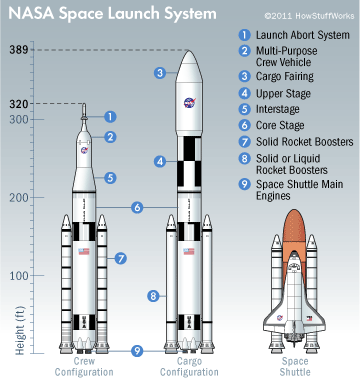 NASA Space Launch System
©2011 HowStuffWorks
389
320
300
200
100
Height (ft)
1
2
3
4
5
6
7
8
9
1 Launch Abort System
2 Multi-Purpose
Crew Vehicle
3 Cargo Fairing
4 Upper Stage
5 Interstage
6 Core Stage
7 Solid Rocket Boosters
8 Solid or Liquid
Rocket Boosters
9 Space Shuttle Main
Engines
Crew
Configuration
Cargo
Configuration
Space
Shuttle